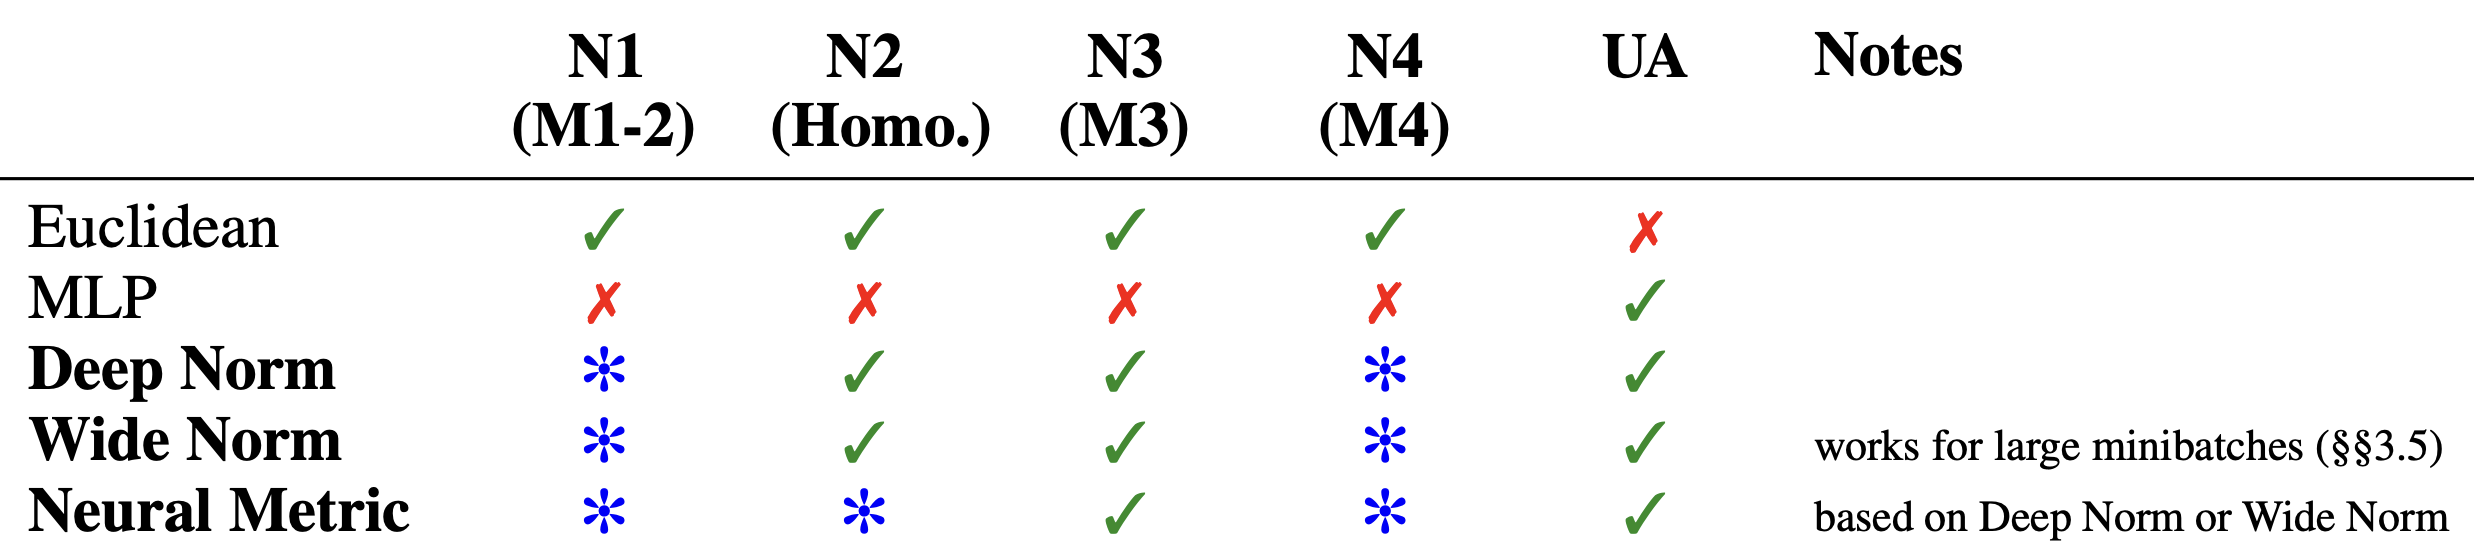 N1 N2 N3 N4 UA Notes
(M1-2) (Homo.) (M3) (M4)
Euclidean ✓ ✓ ✓ ✓ ✗
MLP ✗ ✗ ✗ ✗ ✓
Deep Norm * ✓ ✓ * ✓
Wide Norm * ✓ ✓ * ✓ works for large minibatches (§§3.5)
Neural Metric * * ✓ * ✓ based on Deep Norm or Wide Norm